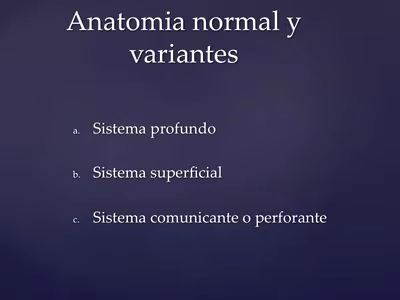 Anatomia normal y
variantes
a. Sistema profundo
b. Sistema superficial
c. Sistema comunicante o perforante